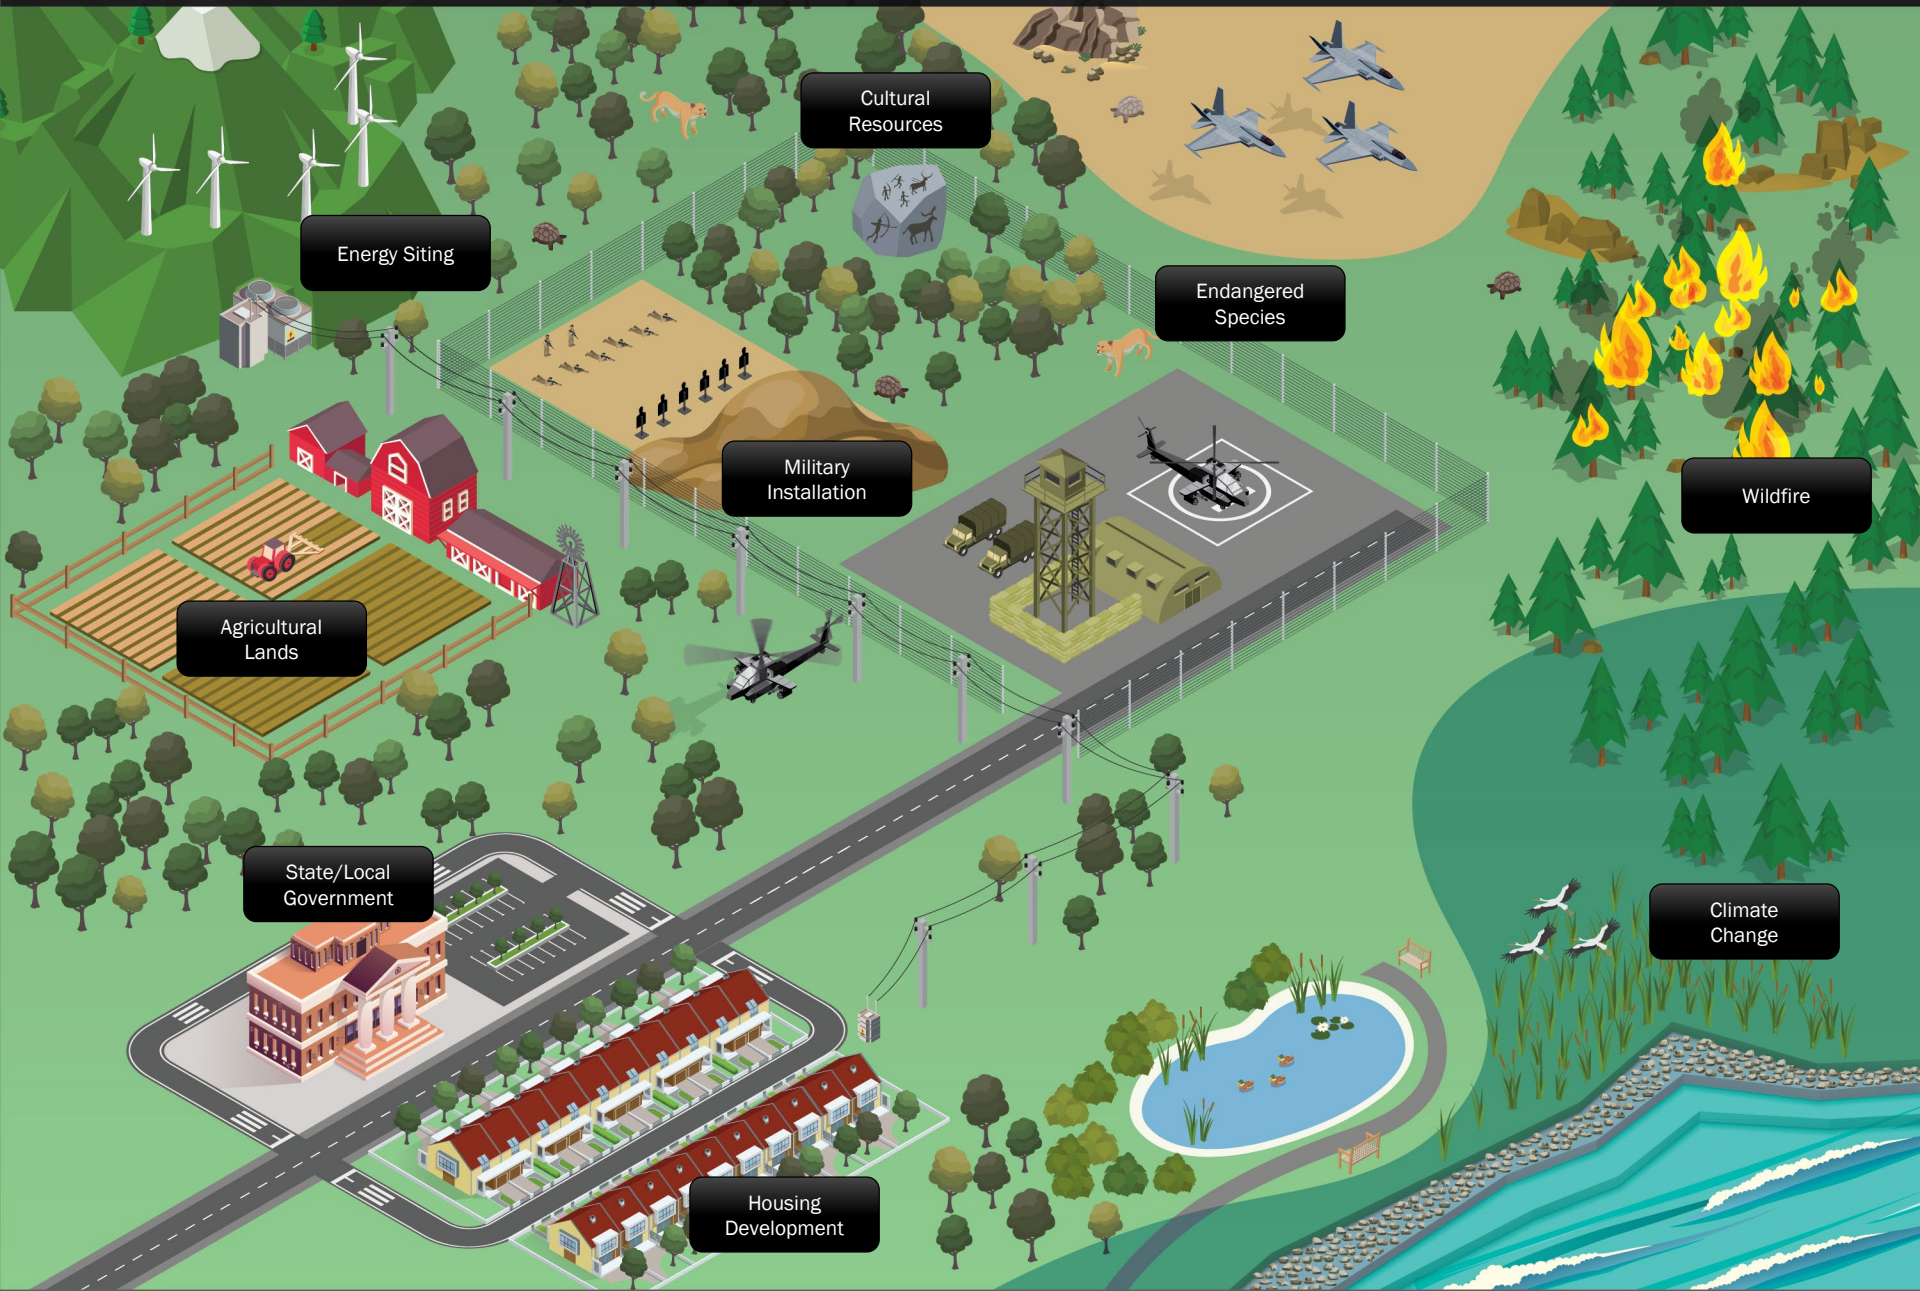 Cultural
Resources
Energy Siting
Endangered
Species
Military
Installation
Wildfire
Agricultural
Lands
State/Local
Government
Climate
Change
Housing
Development